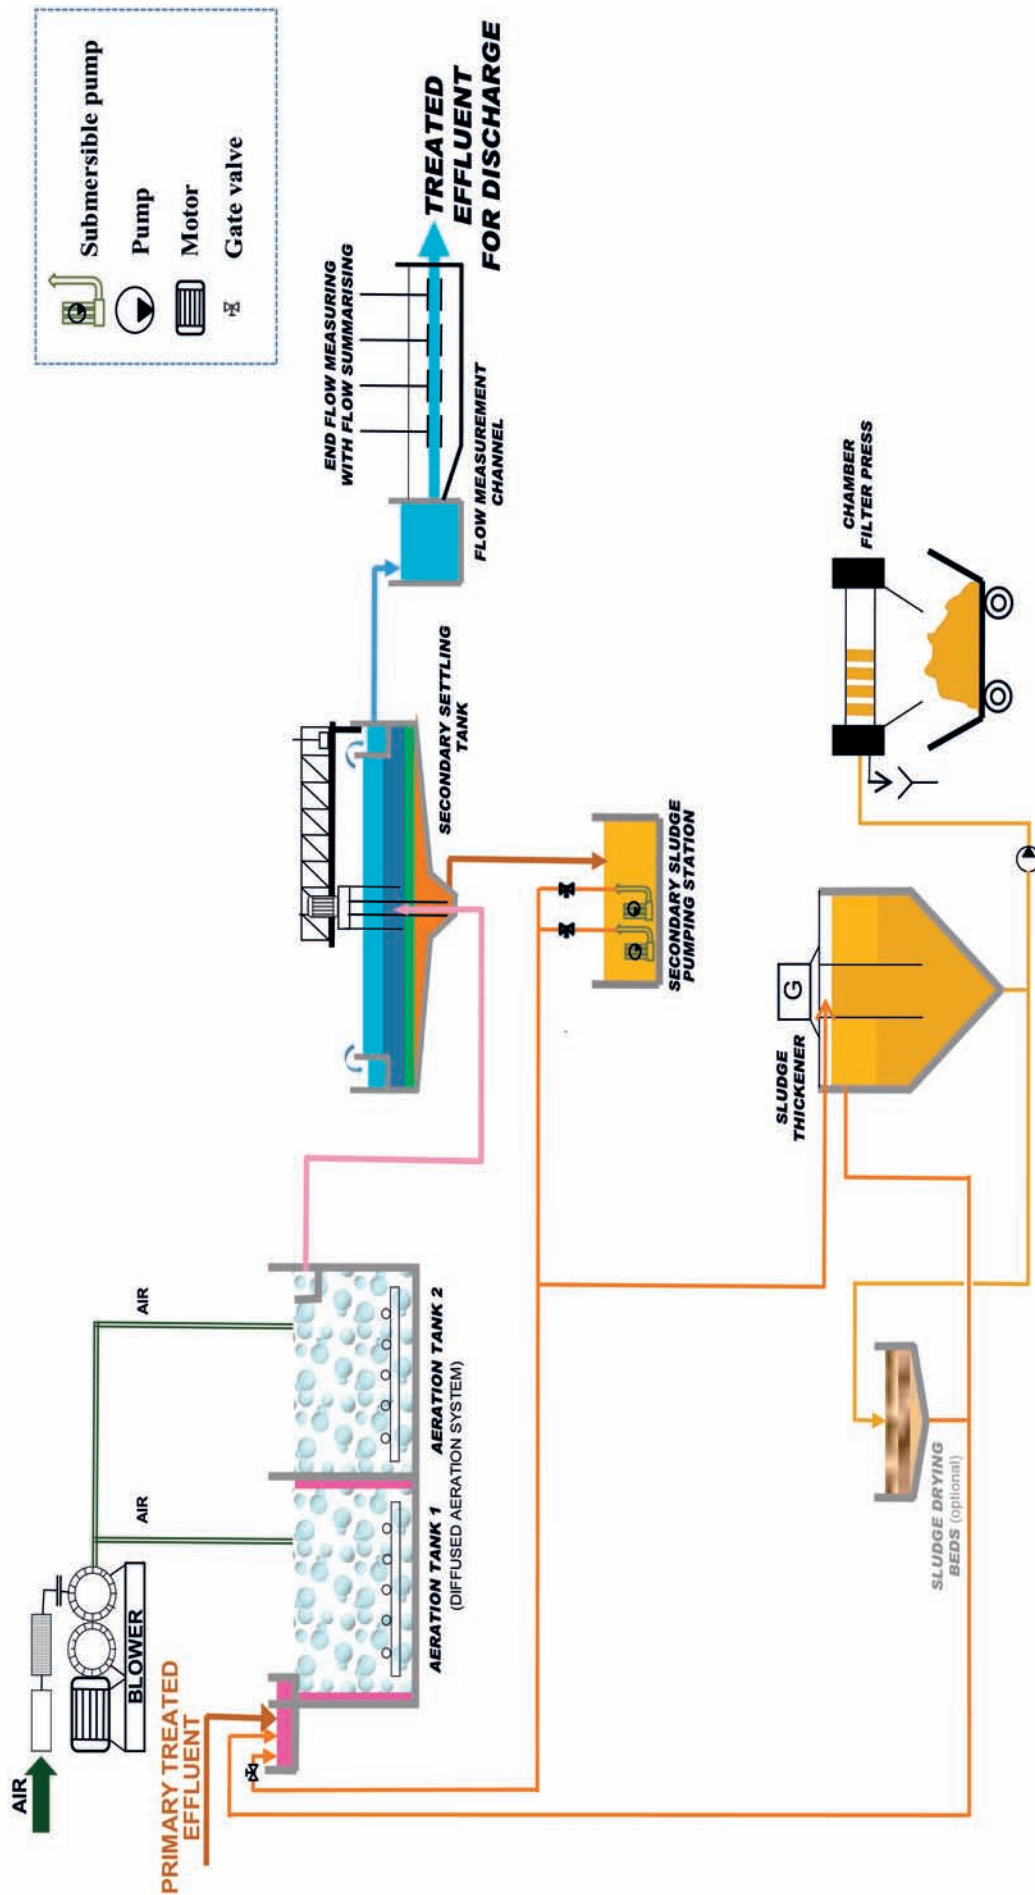 Submersible pump
Pump
Motor
Gate valve
AIR
BLOWER
AIR
AIR
PRIMARY TREATED
EFFLUENT
AERATION TANK 1
AERATION TANK 2
(DIFFUSED AERATION SYSTEM)
SECONDARY SETTLING
TANK
END FLOW MEASURING
WITH FLOW SUMMARISING
FLOW MEASUREMENT
CHANNEL
TREATED
EFFLUENT
FOR DISCHARGE
SECONDARY SLUDGE
PUMPING STATION
SLUDGE
THICKENER
G
CHAMBER
FILTER PRESS
SLUDGE DRYING
BEDS (optional)